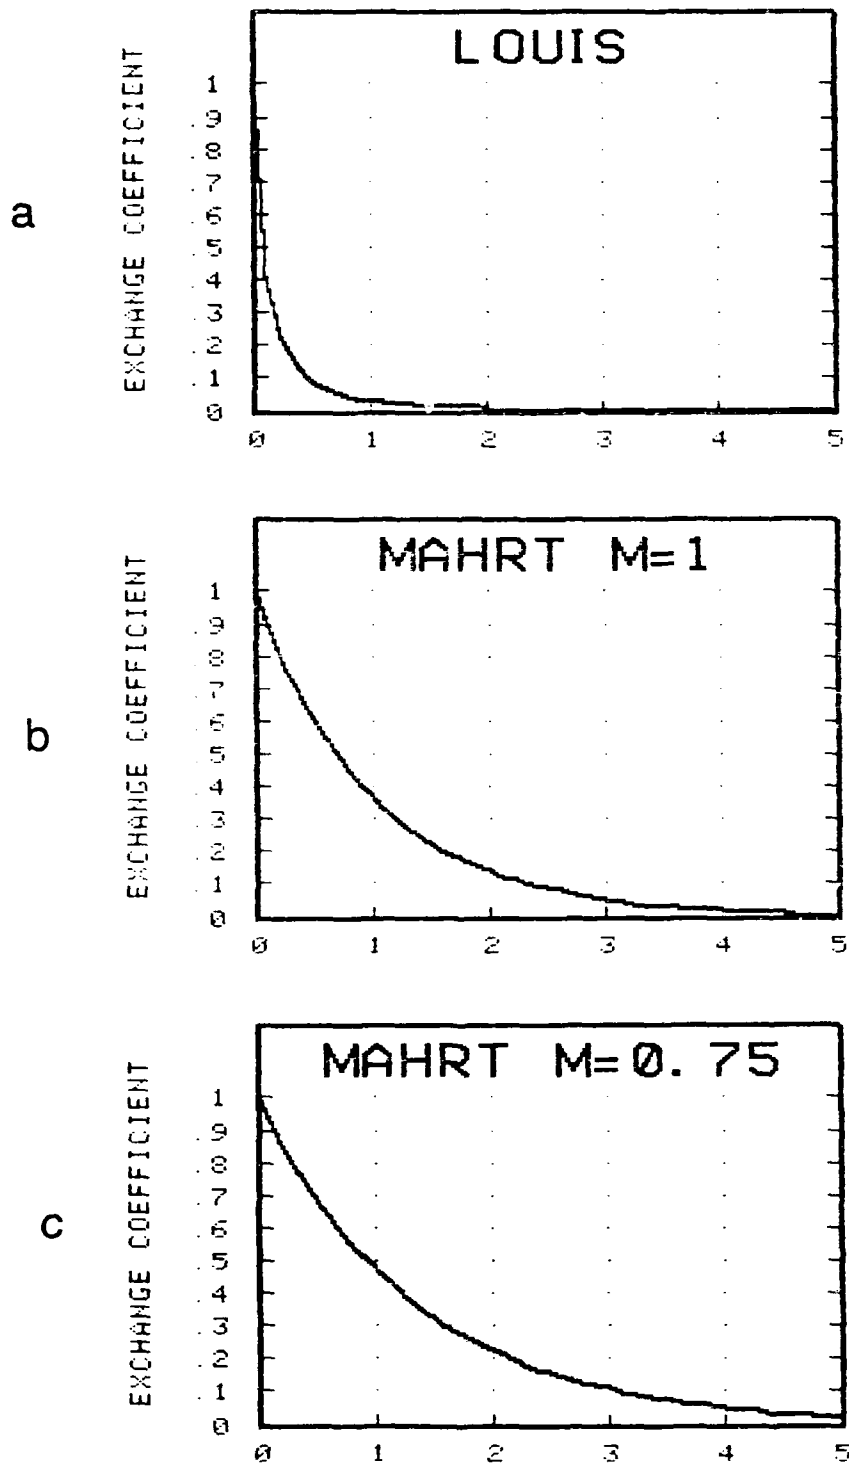 a
LOUIS
EXCHANGE COEFFICIENT
1
.9
.8
.7
.6
.5
.4
.3
.2
.1
0
0 1 2 3 4 5
b
MAHRT M=1
EXCHANGE COEFFICIENT
1
.9
.8
.7
.6
.5
.4
.3
.2
.1
0
0 1 2 3 4 5
c
MAHRT M=0.75
EXCHANGE COEFFICIENT
1
.9
.8
.7
.6
.5
.4
.3
.2
.1
0
0 1 2 3 4 5